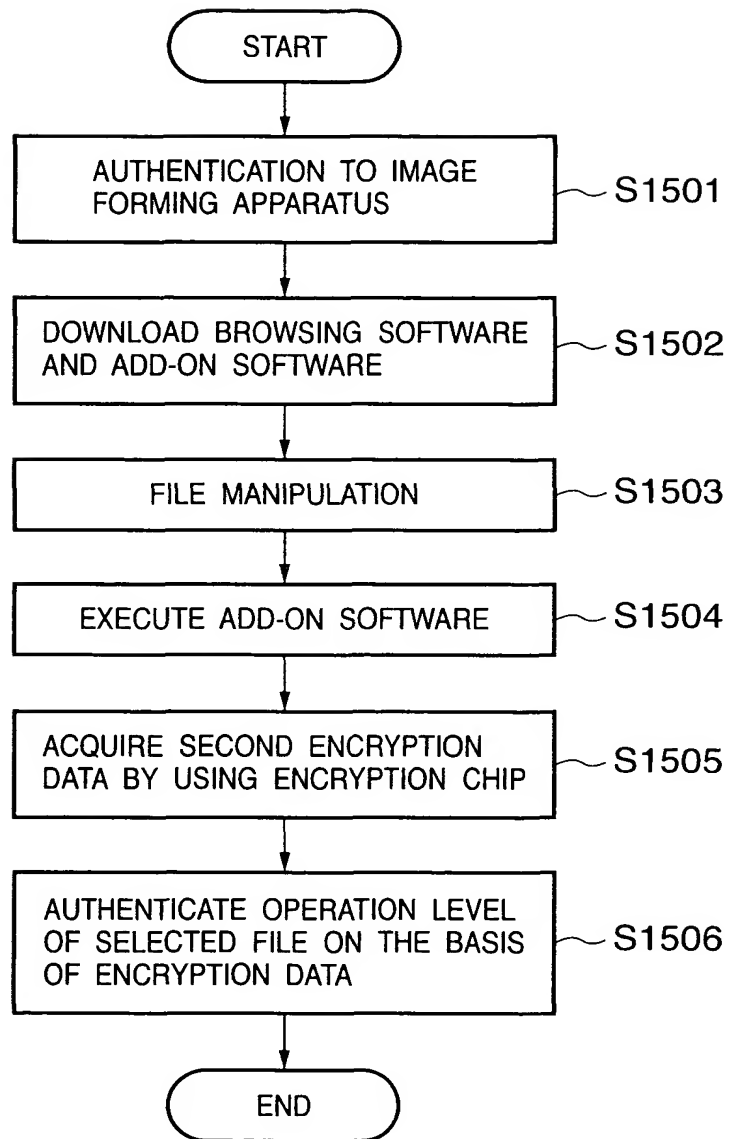 START
AUTHENTICATION TO IMAGE
FORMING APPARATUS
S1501
DOWNLOAD BROWSING SOFTWARE
AND ADD-ON SOFTWARE
S1502
FILE MANIPULATION
S1503
EXECUTE ADD-ON SOFTWARE
S1504
ACQUIRE SECOND ENCRYPTION
DATA BY USING ENCRYPTION CHIP
S1505
AUTHENTICATE OPERATION LEVEL
OF SELECTED FILE ON THE BASIS
OF ENCRYPTION DATA
S1506
END